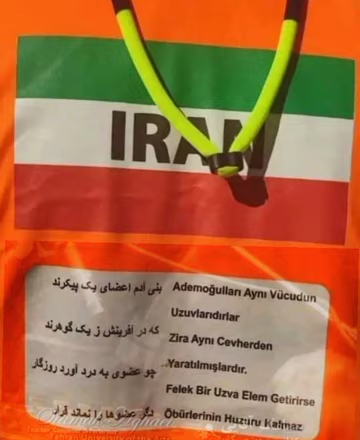 IRAN
بنی آدم اعضای یک پیکرند
که در آفرینش ز یک گوهرند
چو عضوی به درد آورد روزگار
دگر عضوها را نماند قرار
Ademoğulları Aynı Vücudun
Uzuvlarıdırlar
Zira Aynı Cevherden
Yaratılmışlardır.
Felek Bir Uzva Elem Getirirse
Öbürlerinin Huzuru Kalmaz